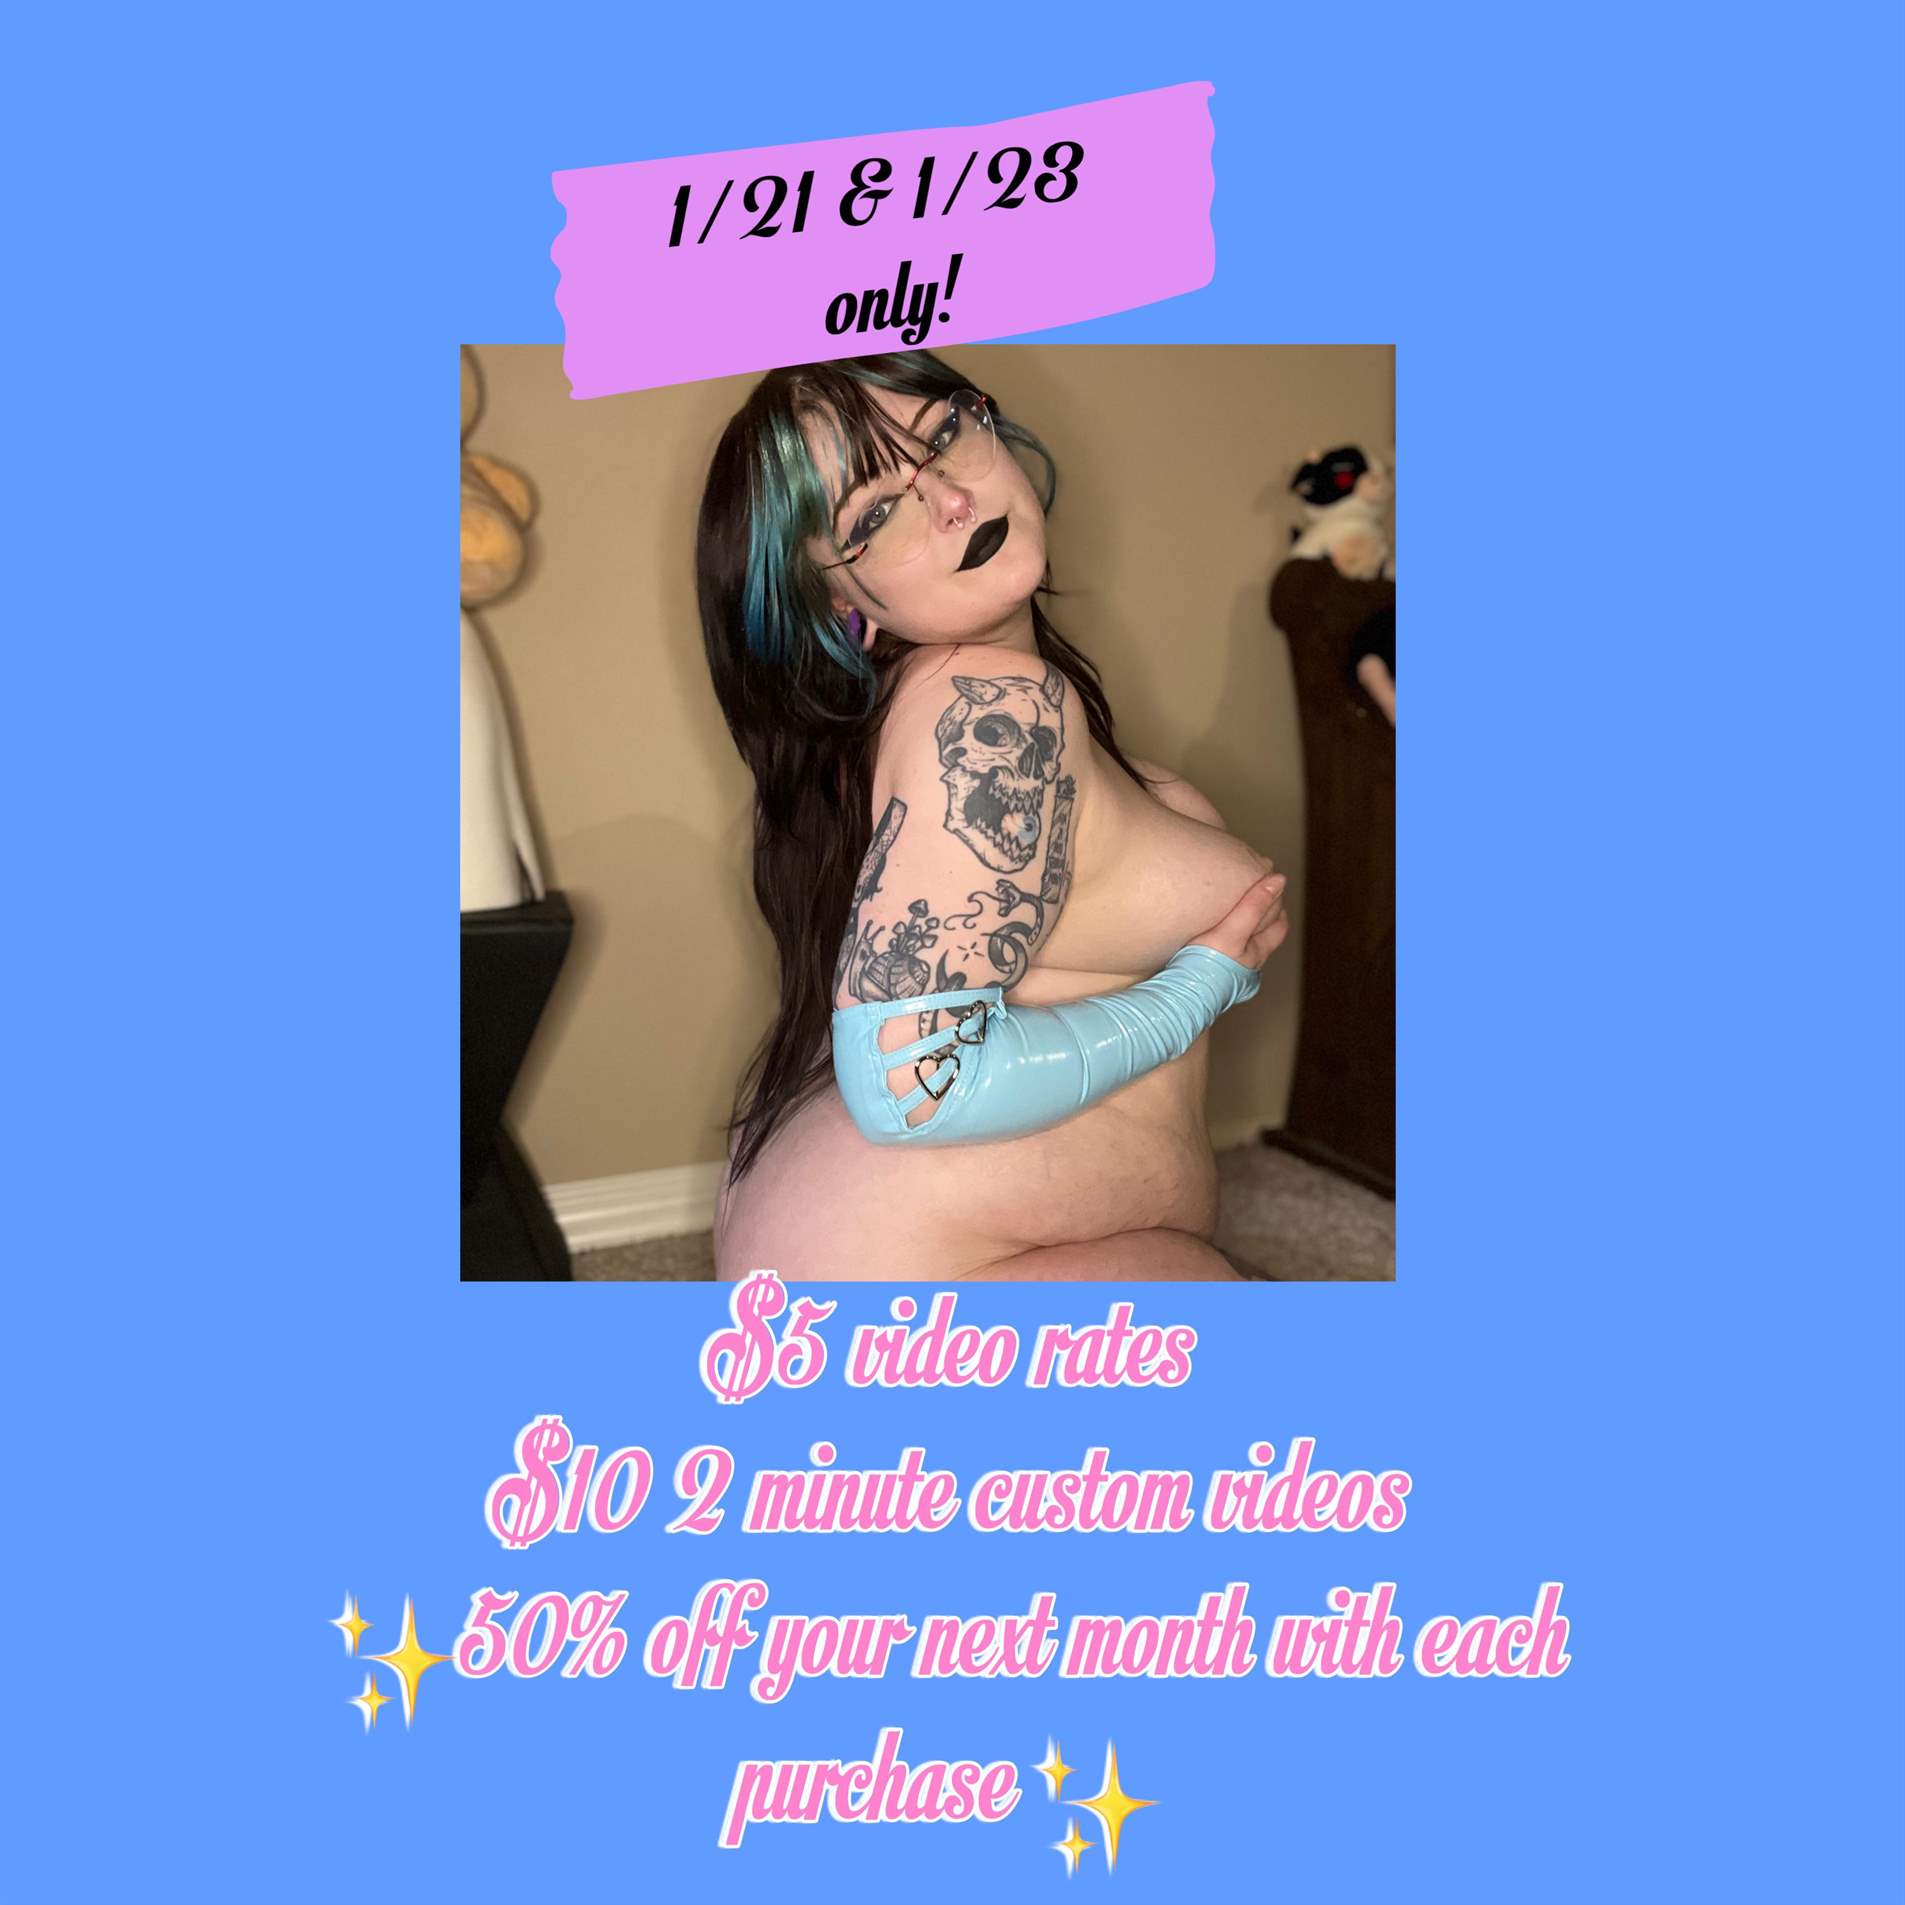 1/21 & 1/23
only!
$5 video rates
$10 2 minute custom videos
✨50% off your next month with each
purchase✨